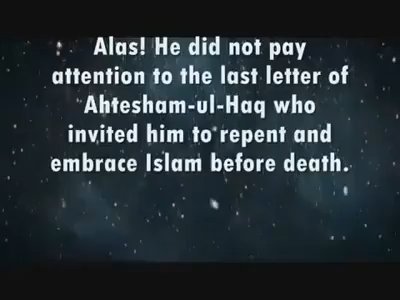 Alas! He did not pay
attention to the last letter of
Ahtesham-ul-Haq who
invited him to repent and
embrace Islam before death.